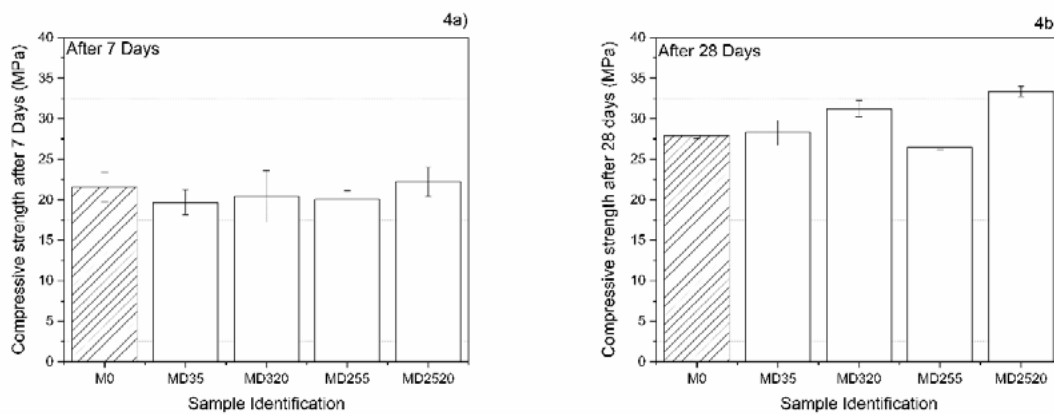 4a)
After 7 Days
Compressive strength after 7 Days (MPa)
40
35
30
25
20
15
10
5
0
M0 MD35 MD320 MD255 MD2520
Sample Identification
4b
After 28 Days
Compressive strength after 28 days (MPa)
40
35
30
25
20
15
10
5
0
M0 MD35 MD320 MD255 MD2520
Sample Identification